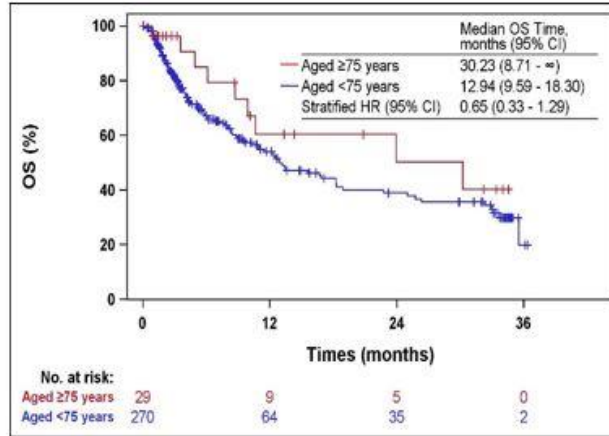 Median OS Time,
months (95% CI)
Aged ≥75 years 30.23 (8.71 - ∞)
Aged <75 years 12.94 (9.59 - 18.30)
Stratified HR (95% CI) 0.65 (0.33 - 1.29)
OS (%)
100
80
60
40
20
0 12 24 36
Times (months)
No. at risk:
Aged ≥75 years 29 9 5 0
Aged <75 years 270 64 35 2